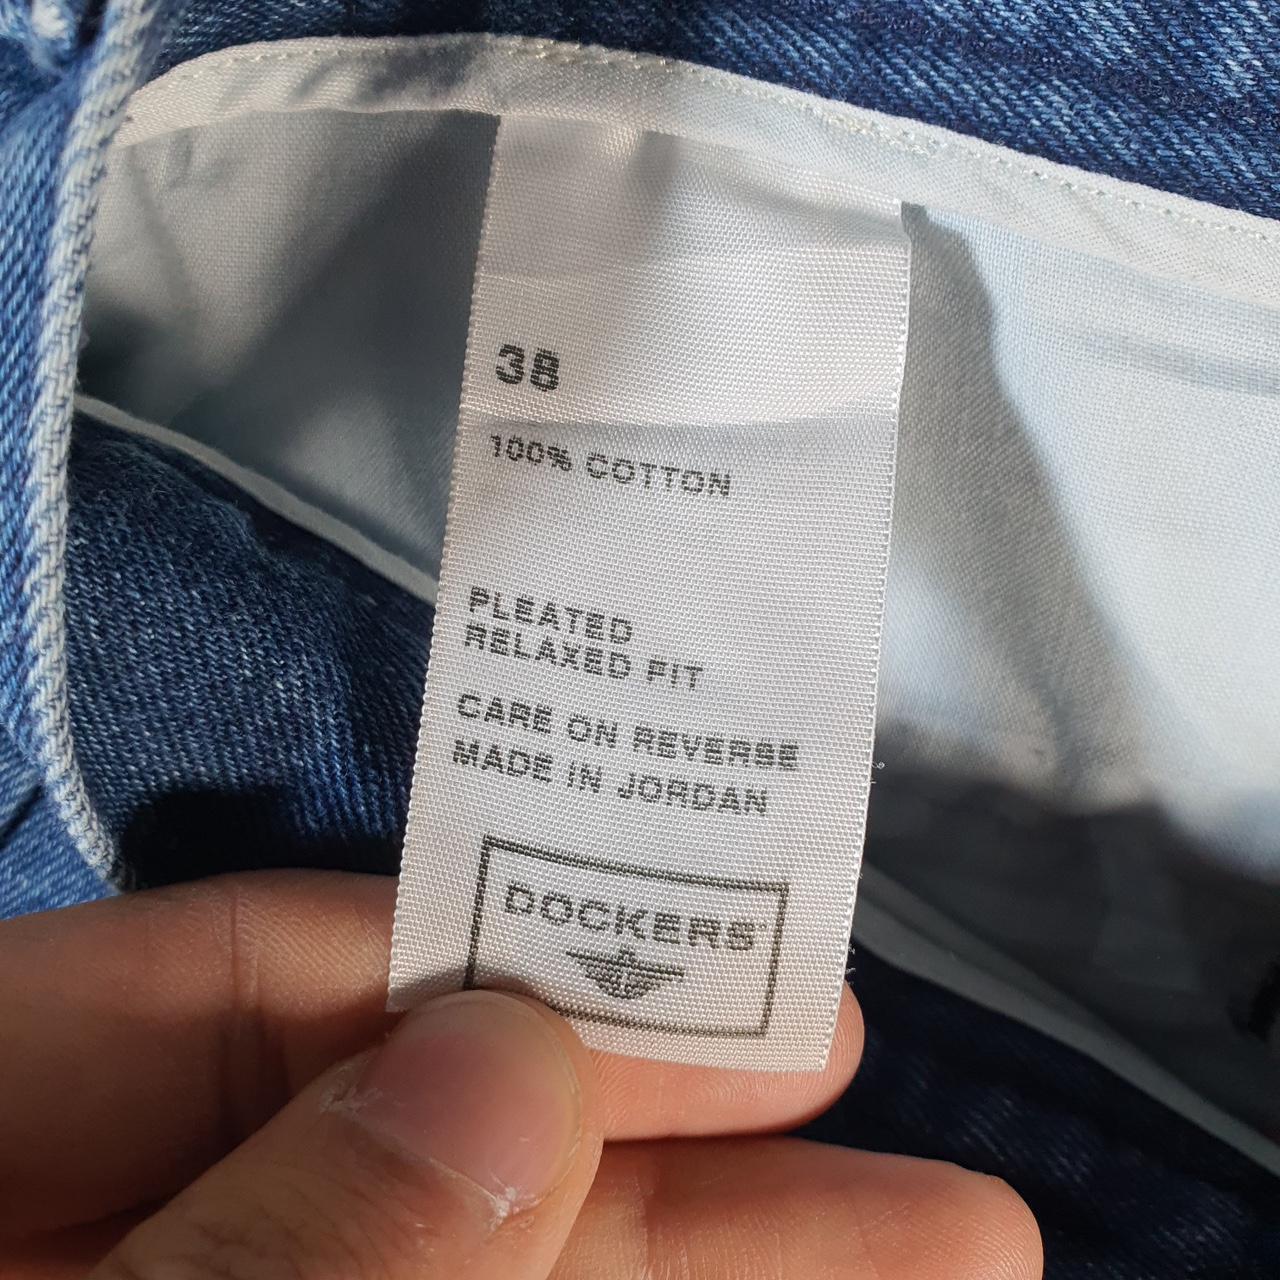 38
100% COTTON
PLEATED
RELAXED FIT
CARE ON REVERSE
MADE IN JORDAN
DOCKERS